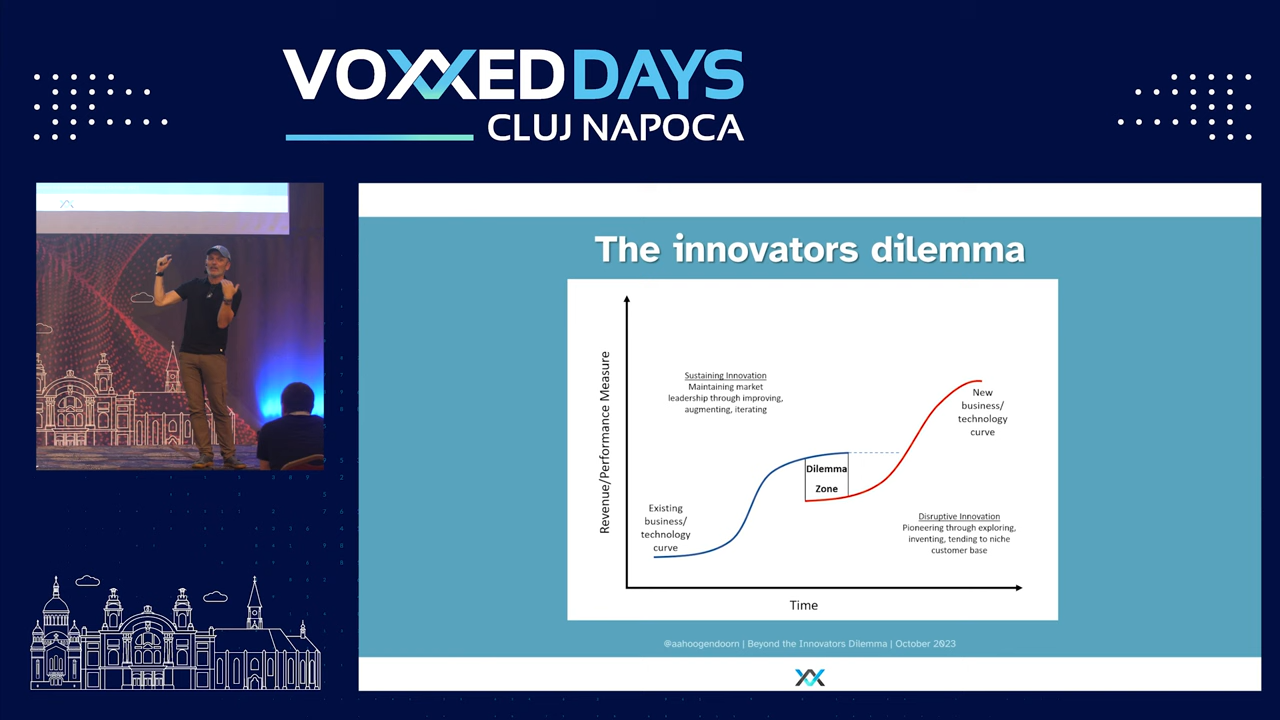 VOXXED DAYS
CLUJ NAPOCA
The innovators dilemma
Revenue/Performance Measure
Sustaining Innovation
Maintaining market
leadership through improving,
augmenting, iterating
New
business/
technology
curve
Dilemma
Zone
Existing
business/
technology
curve
Disruptive Innovation
Pioneering through exploring,
inventing, tending to niche
customer base
Time
@aahoogendoorn | Beyond the Innovators Dilemma | October 2023